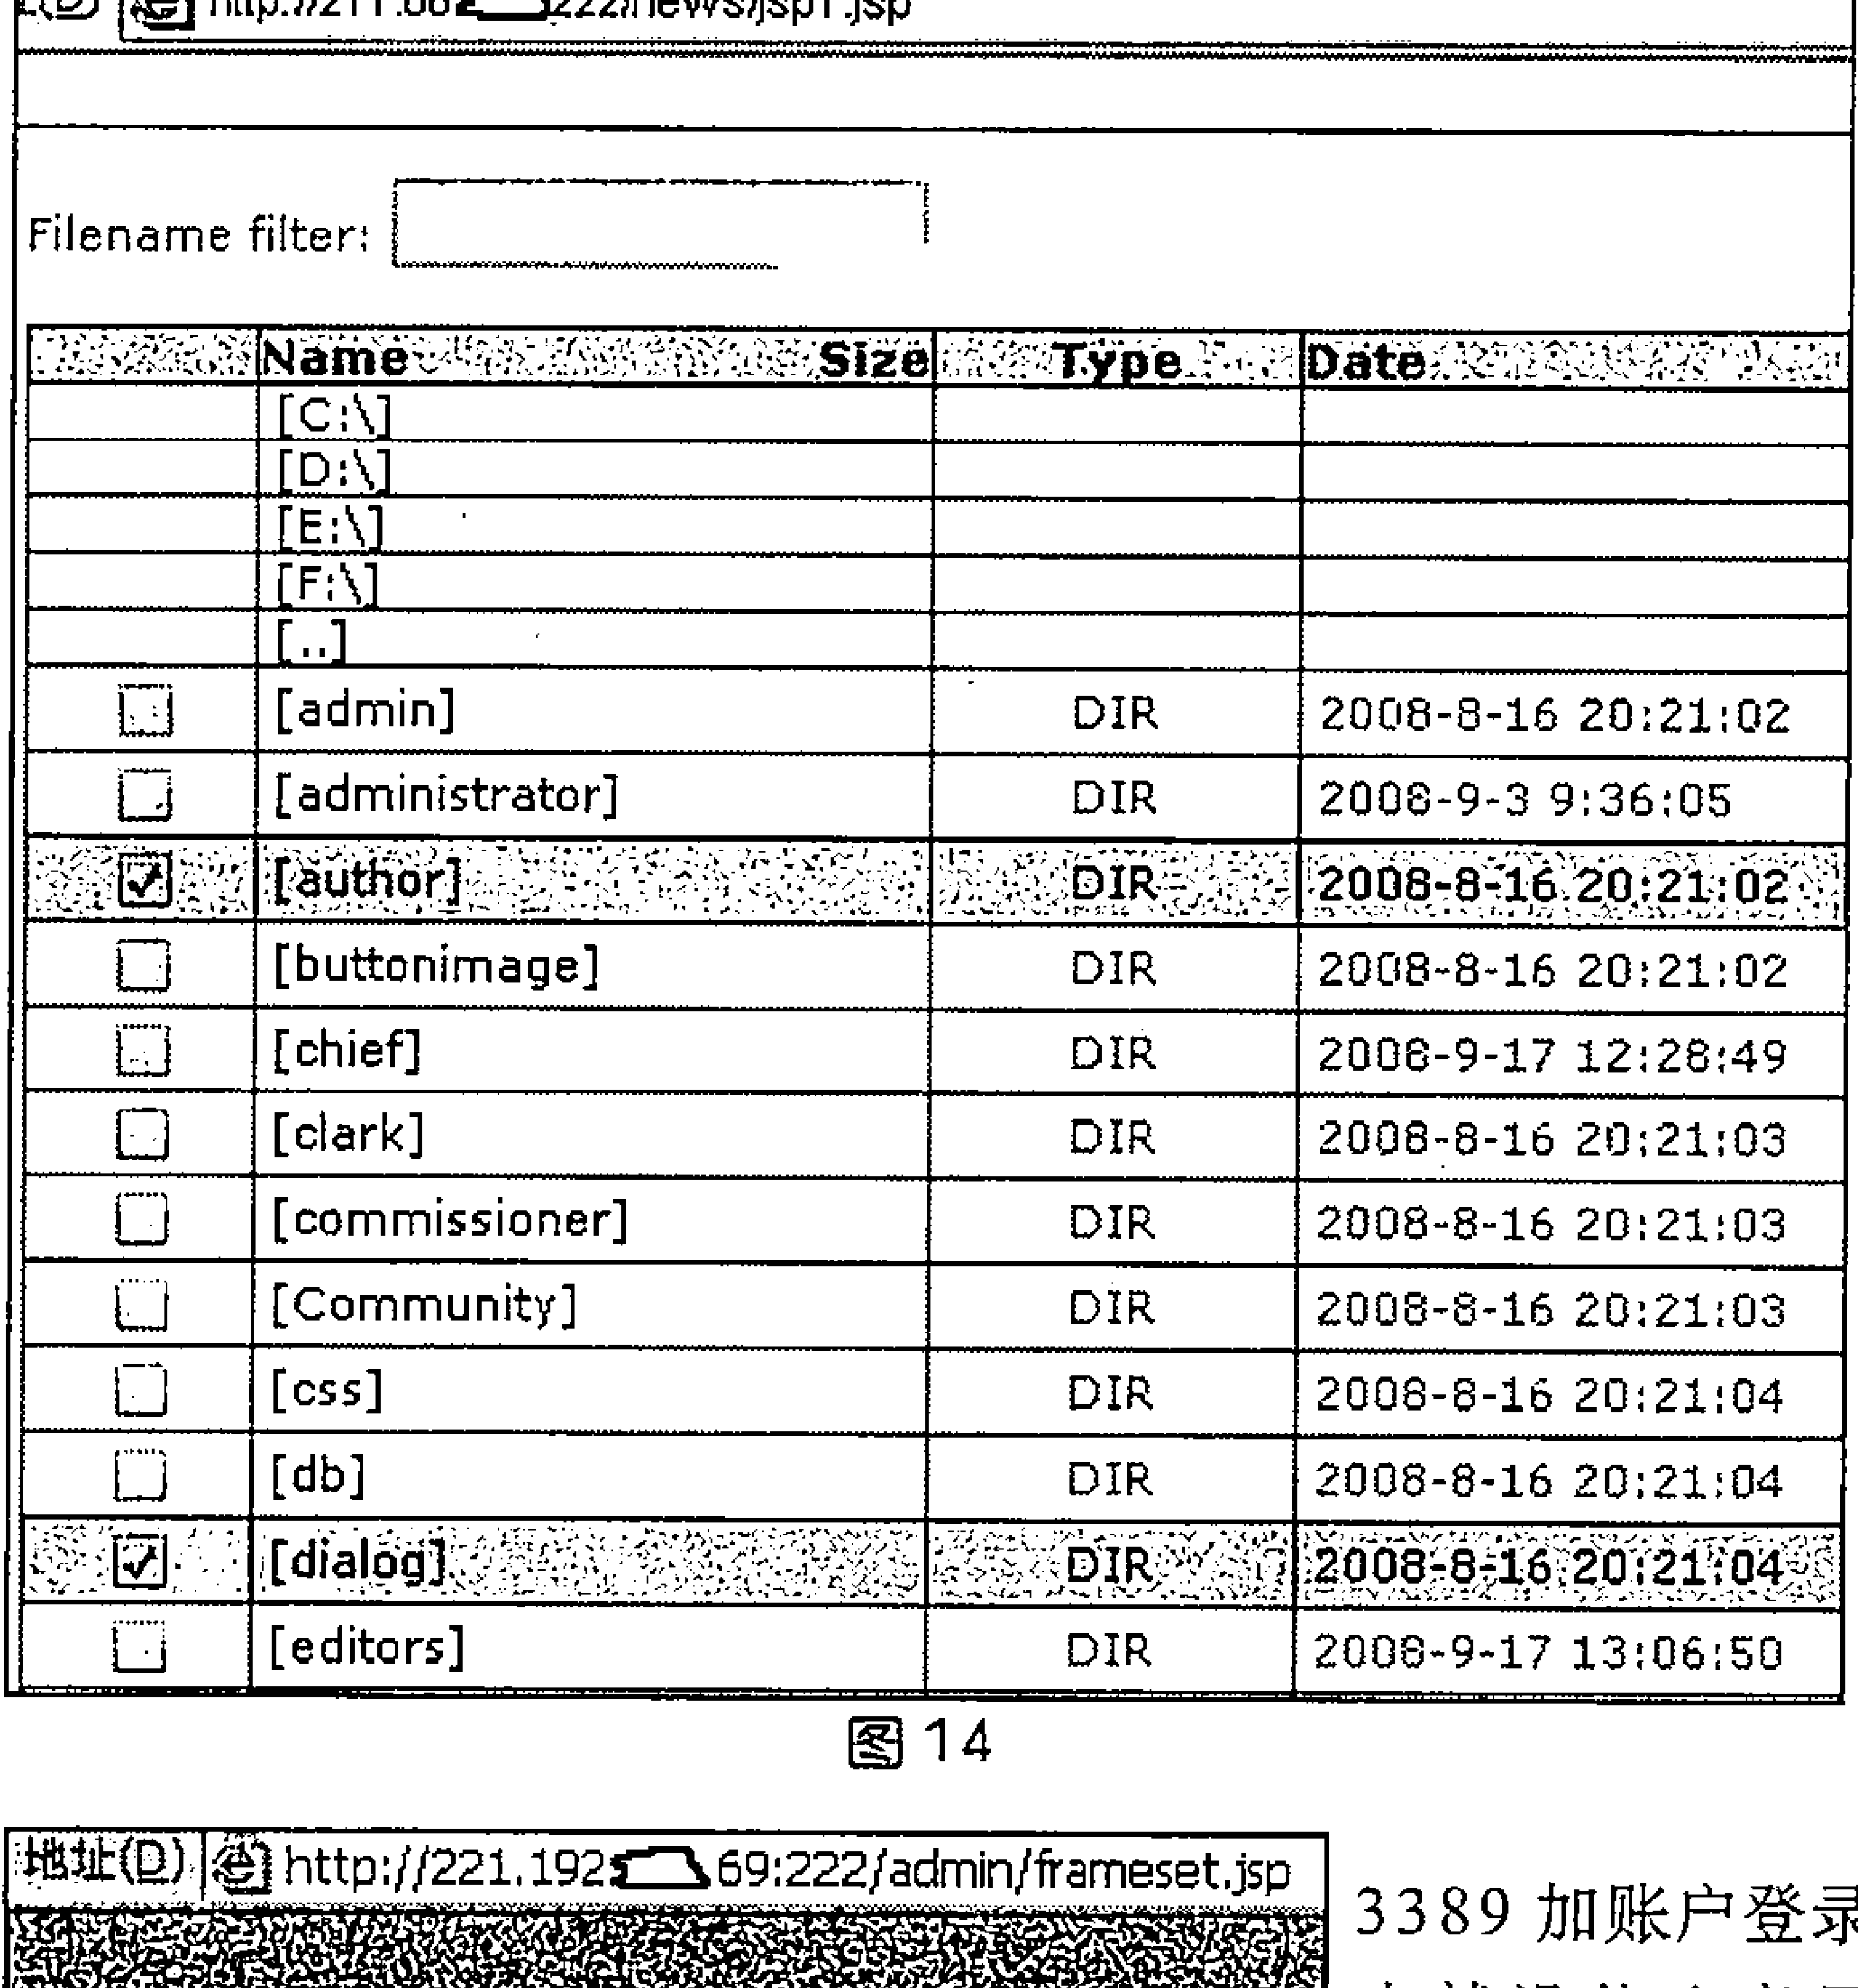 222/news/jsp1.jsp
Filename filter:
Name Size Type Date
[C:\]
[D:\]
[E:\]
[F:\]
[..]
[admin] DIR 2008-8-16 20:21:02
[administrator] DIR 2008-9-3 9:36:05
[author] DIR 2008-8-16 20:21:02
[buttonimage] DIR 2008-8-16 20:21:02
[chief] DIR 2008-9-17 12:28:49
[clark] DIR 2008-8-16 20:21:03
[commissioner] DIR 2008-8-16 20:21:03
[Community] DIR 2008-8-16 20:21:03
[css] DIR 2008-8-16 20:21:04
[db] DIR 2008-8-16 20:21:04
[dialog] DIR 2008-8-16 20:21:04
[editors] DIR 2008-9-17 13:06:50
图 14
地址(D) http://221.192 69:222/admin/frameset.jsp
3389 加账户登录